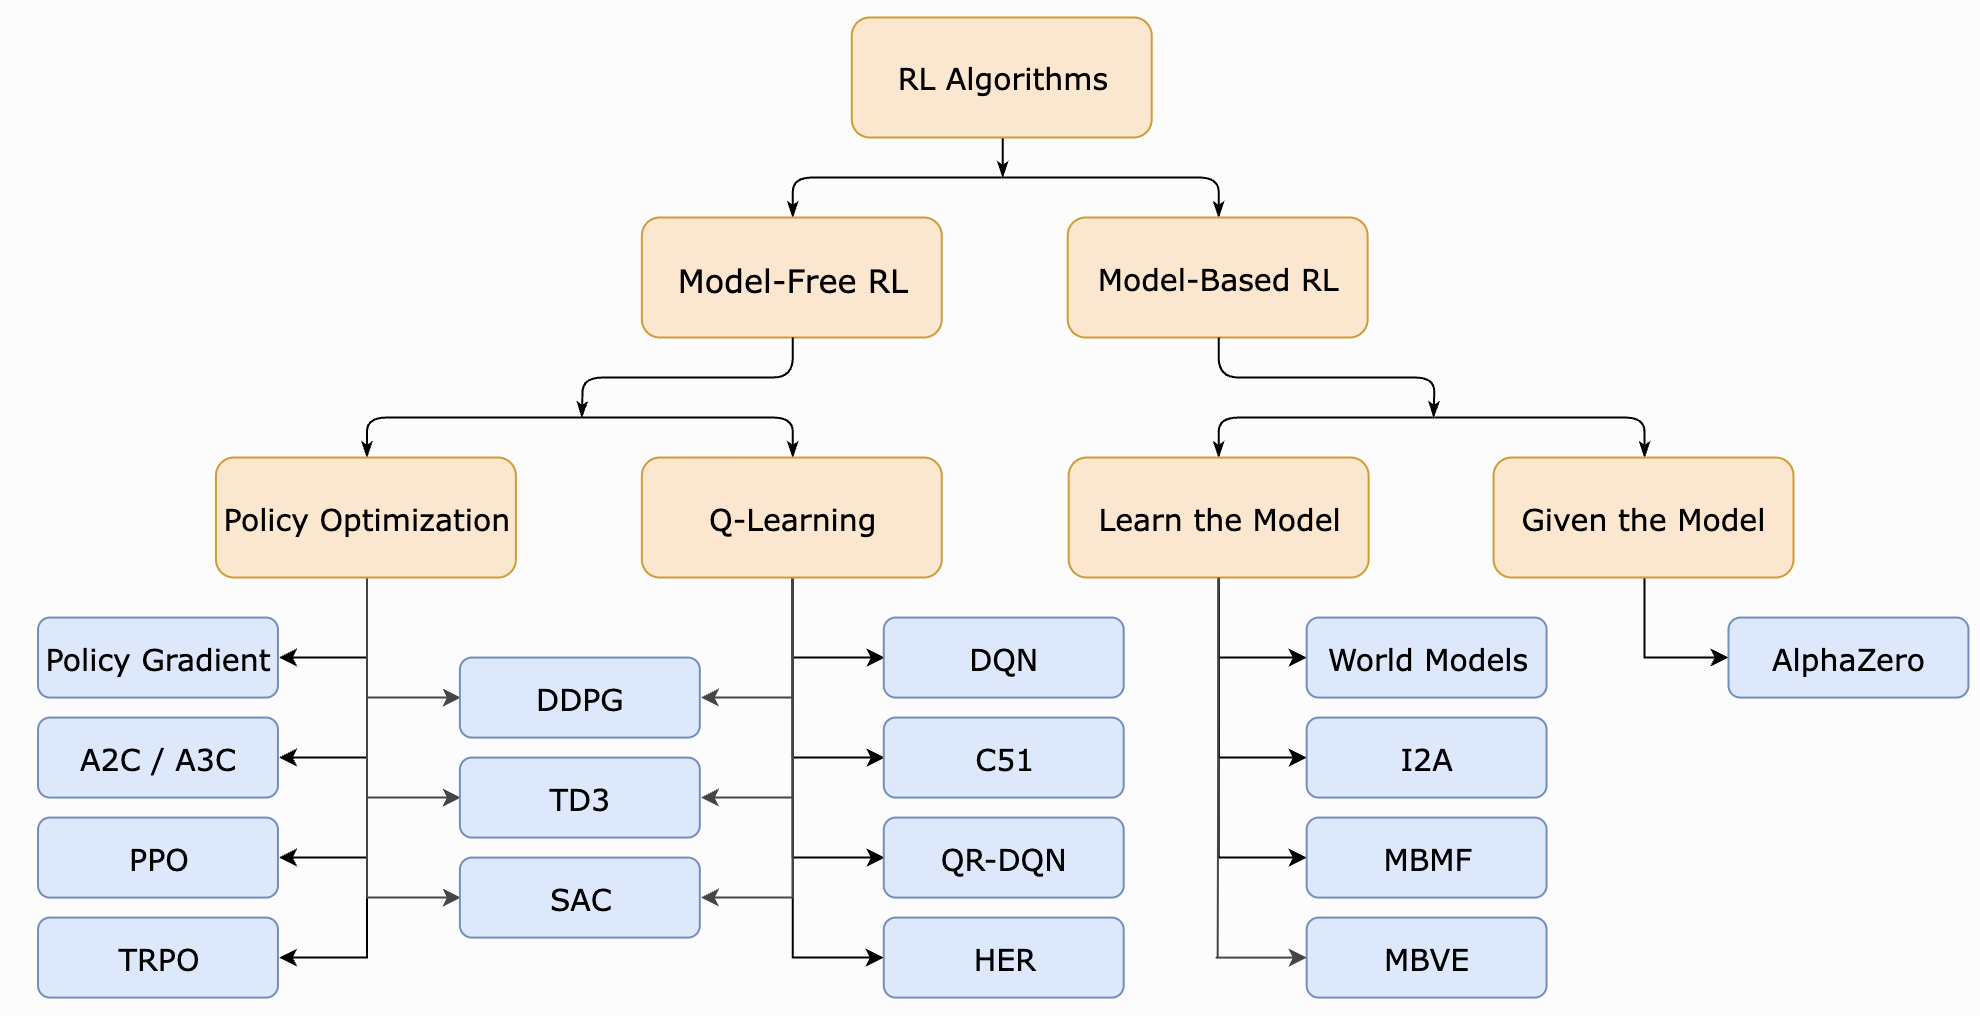 RL Algorithms
Model-Free RL
Model-Based RL
Policy Optimization
Q-Learning
Learn the Model
Given the Model
Policy Gradient
A2C / A3C
PPO
TRPO
DDPG
TD3
SAC
DQN
C51
QR-DQN
HER
World Models
I2A
MBMF
MBVE
AlphaZero